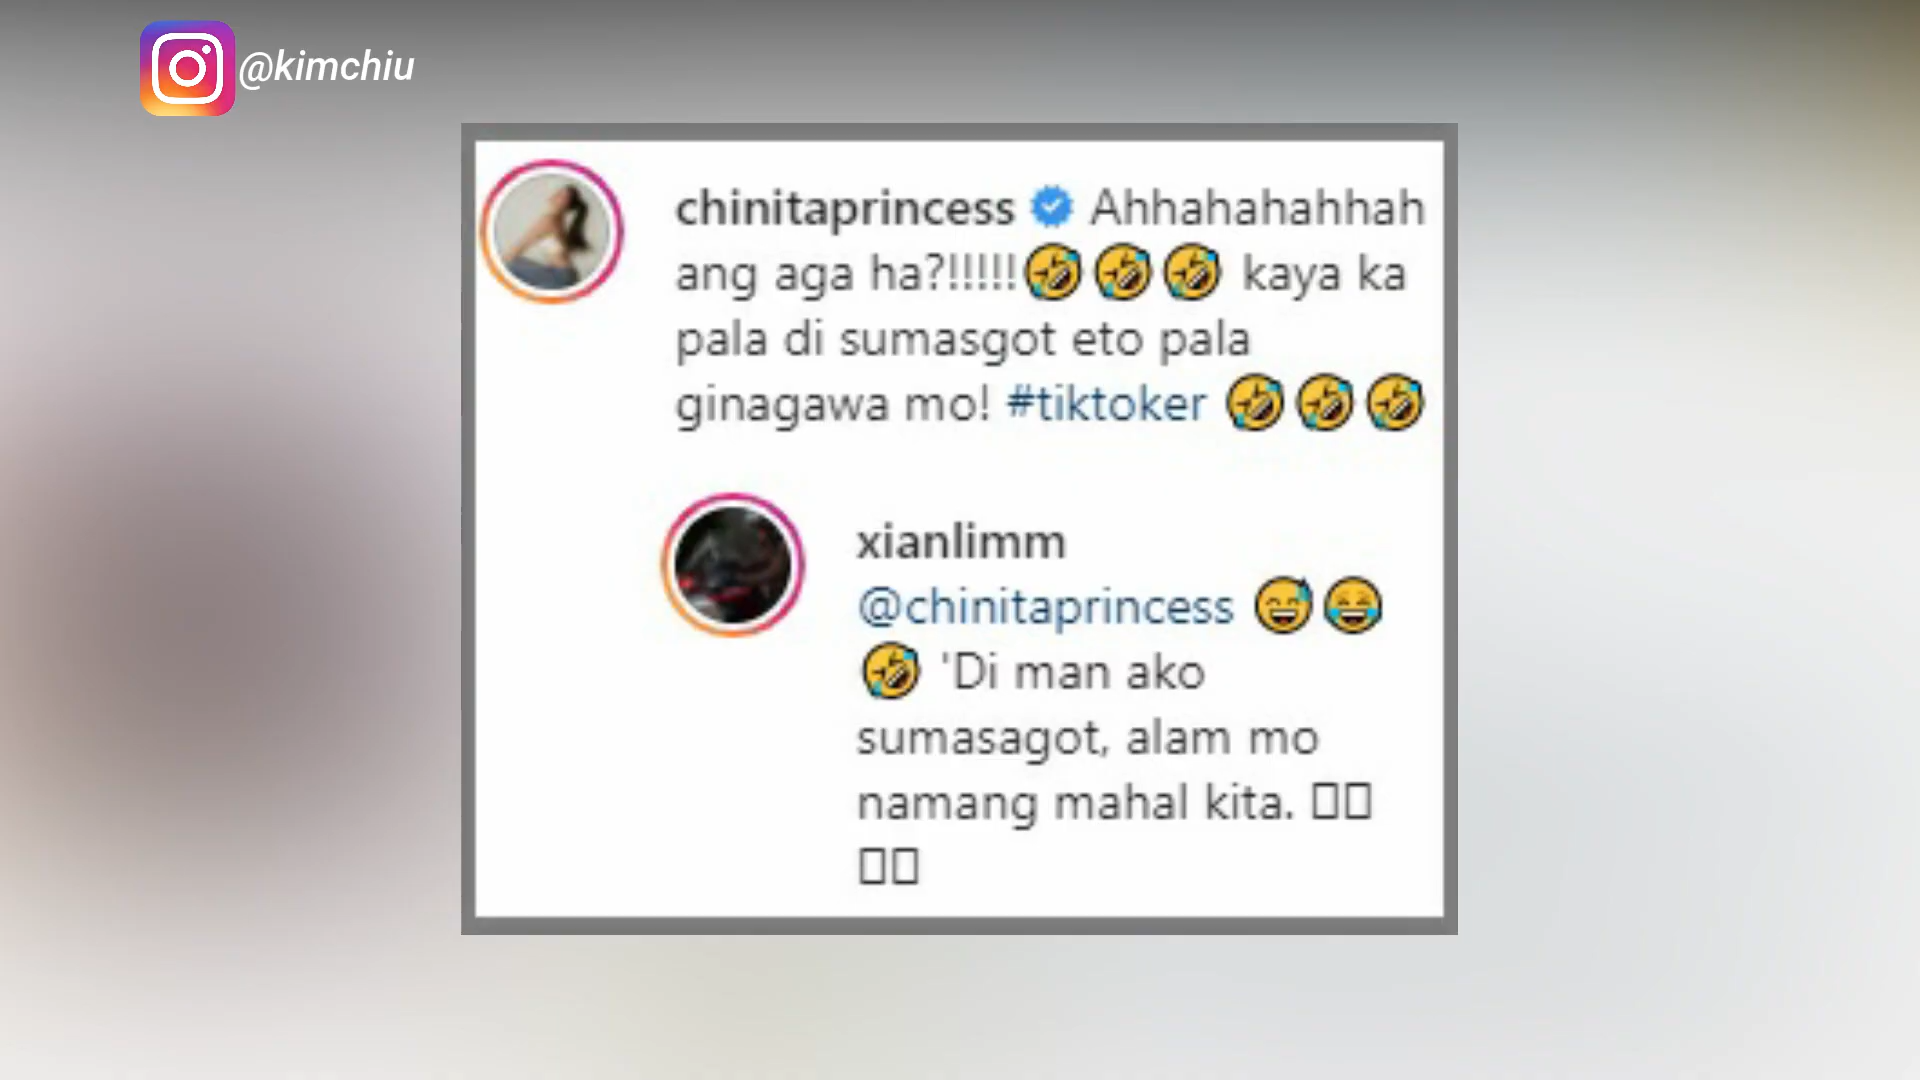 @kimchiu
chinitaprincess Ahhahahahhah
ang aga ha?!!!!!!🤣🤣🤣 kaya ka
pala di sumasgot eto pala
ginagawa mo! #tiktoker 🤣🤣🤣
xianlimm
@chinitaprincess 😅😂
🤣 'Di man ako
sumasagot, alam mo
namang mahal kita.